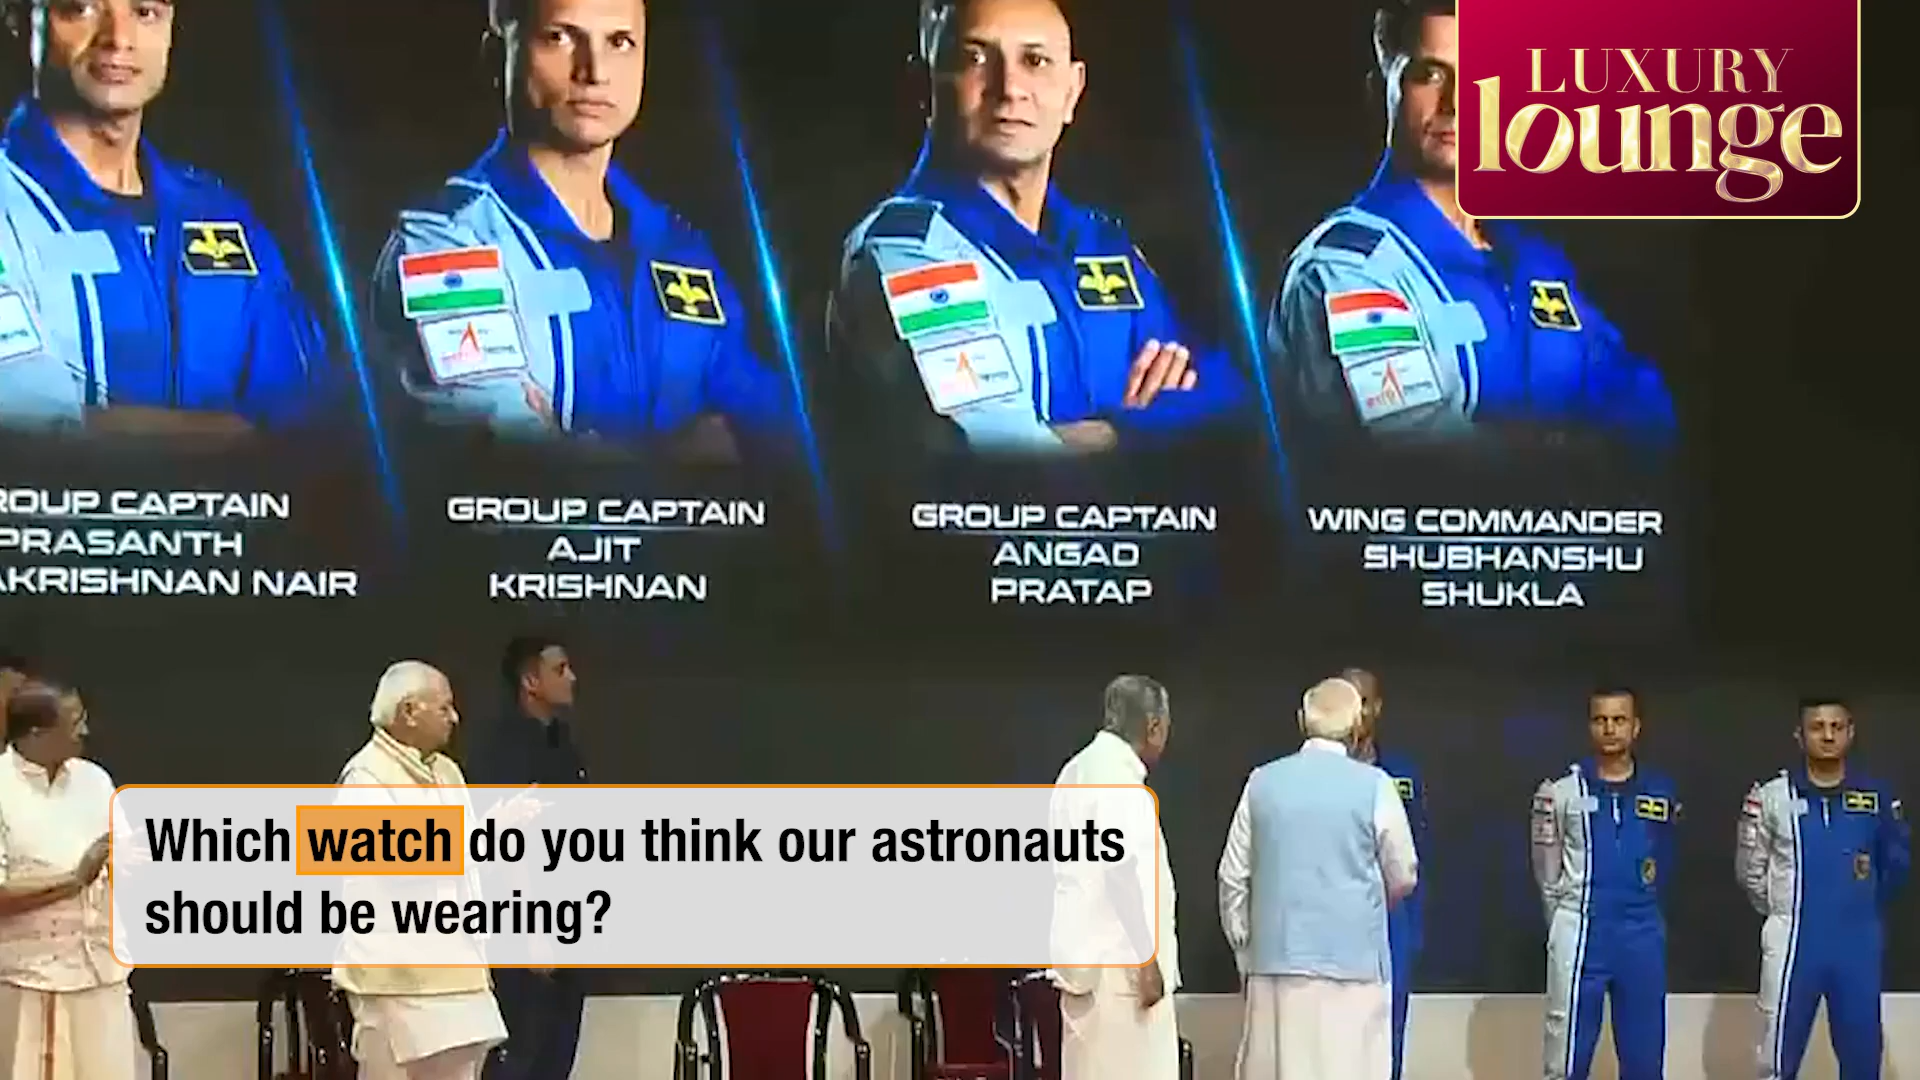 LUXURY
lounge
ROUP CAPTAIN
PRASANTH
AKRISHNAN NAIR
GROUP CAPTAIN
AJIT
KRISHNAN
GROUP CAPTAIN
ANGAD
PRATAP
WING COMMANDER
SHUBHANSHU
SHUKLA
Which watch do you think our astronauts
should be wearing?